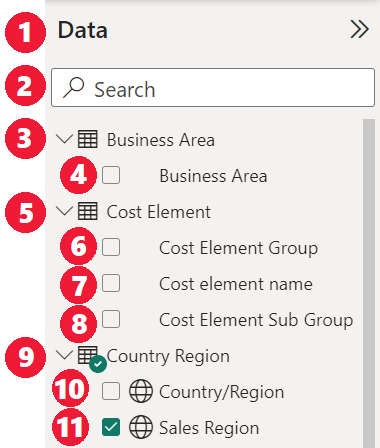 1 Data
2 Search
3 Business Area
4 Business Area
5 Cost Element
6 Cost Element Group
7 Cost element name
8 Cost Element Sub Group
9 Country Region
10 Country/Region
11 Sales Region